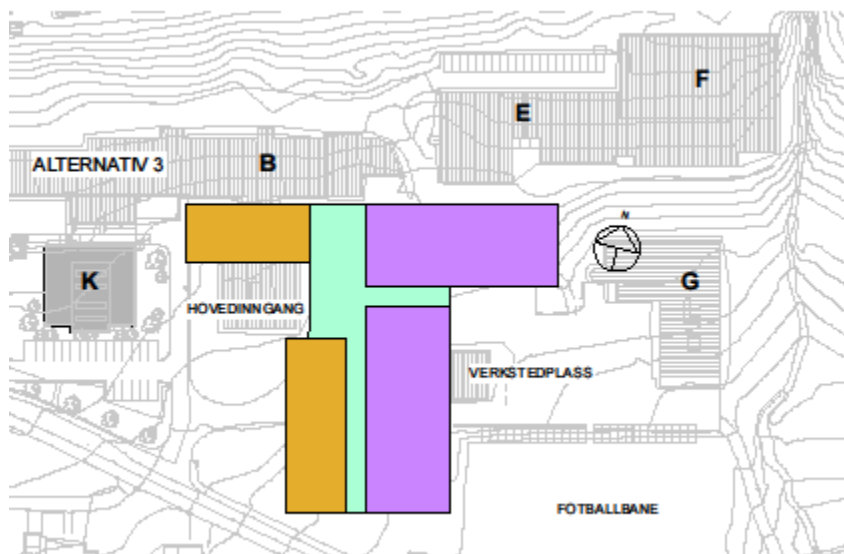 F
E
ALTERNATIV 3
B
N
K
G
HOVEDINNGANG
VERKSTEDPLASS
FOTBALLBANE